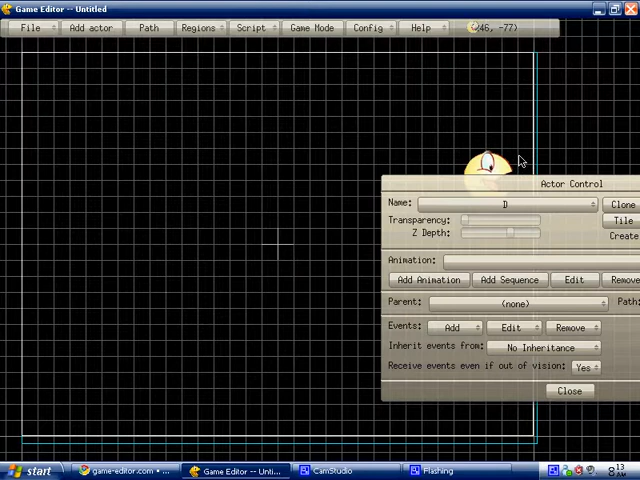 Game Editor -- Untitled
File Add actor Path Regions Script Game Mode Config Help (46, -77)
Actor Control
Name: D Clone
Transparency: Tile
Z Depth: Create
Animation:
Add Animation Add Sequence Edit Remove
Parent: (none) Path:
Events: Add Edit Remove
Inherit events from: No Inheritance
Receive events even if out of vision: Yes
Close
start game-editor.com • ... Game Editor -- Unti... CamStudio Flashing 8:13 AM